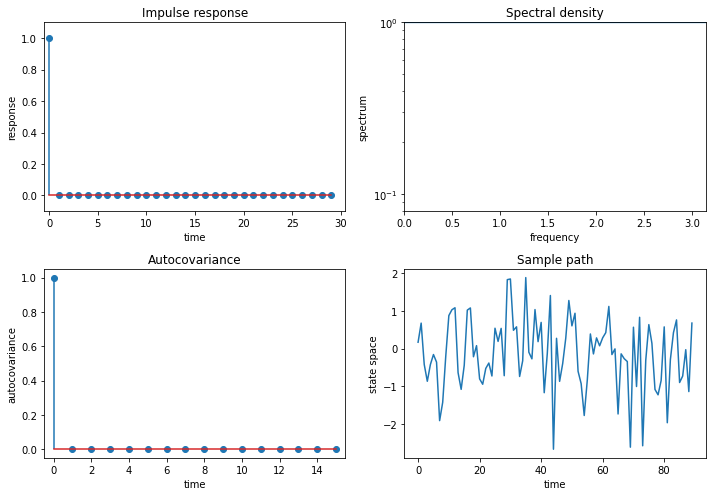 Impulse response
response
1.0
0.8
0.6
0.4
0.2
0.0
0 5 10 15 20 25 30
time
Spectral density
spectrum
10⁰
10⁻¹
0.0 0.5 1.0 1.5 2.0 2.5 3.0
frequency
Autocovariance
autocovariance
1.0
0.8
0.6
0.4
0.2
0.0
0 2 4 6 8 10 12 14
time
Sample path
state space
2
1
0
−1
−2
0 20 40 60 80
time